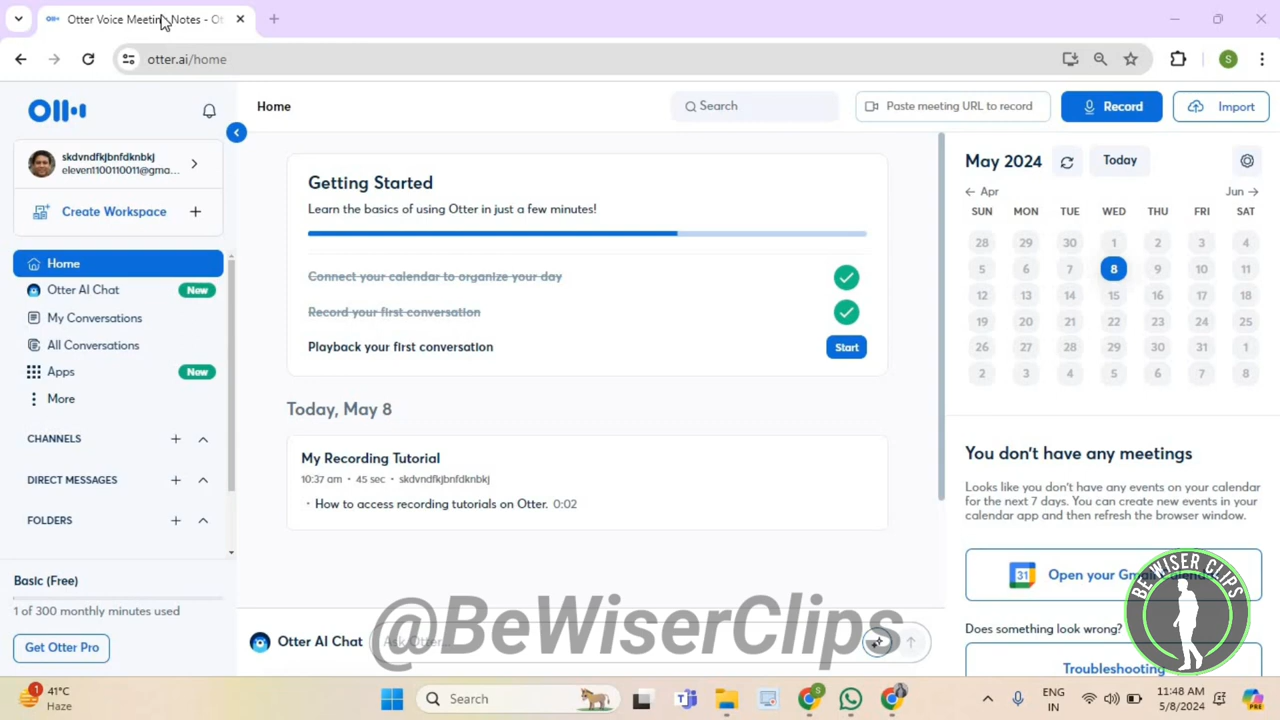 Otter Voice Meeting Notes - Ot
otter.ai/home
S
Home
Search
Paste meeting URL to record
Record
Import
skdvndfkjbnfdknbkj
eleven1100110011@gma...
Create Workspace
Home
Otter AI Chat New
My Conversations
All Conversations
Apps New
More
CHANNELS
DIRECT MESSAGES
FOLDERS
Basic (Free)
1 of 300 monthly minutes used
Get Otter Pro
Getting Started
Learn the basics of using Otter in just a few minutes!
Connect your calendar to organize your day
Record your first conversation
Playback your first conversation Start
Today, May 8
My Recording Tutorial
10:37 am · 45 sec · skdvndfkjbnfdknbkj
· How to access recording tutorials on Otter. 0:02
Otter AI Chat
Ask Otter
@BeWiserClips
May 2024 Today
← Apr Jun →
SUN MON TUE WED THU FRI SAT
28 29 30 1 2 3 4
5 6 7 8 9 10 11
12 13 14 15 16 17 18
19 20 21 22 23 24 25
26 27 28 29 30 31 1
2 3 4 5 6 7 8
You don't have any meetings
Looks like you don't have any events on your calendar
for the next 7 days. You can create new events in your
calendar app and then refresh the browser window.
31 Open your Gmail Calendar
Does something look wrong?
Troubleshooting
BE WISER CLIPS
1
41°C
Haze
Search
S
ENG
IN
11:48 AM
5/8/2024
PRE